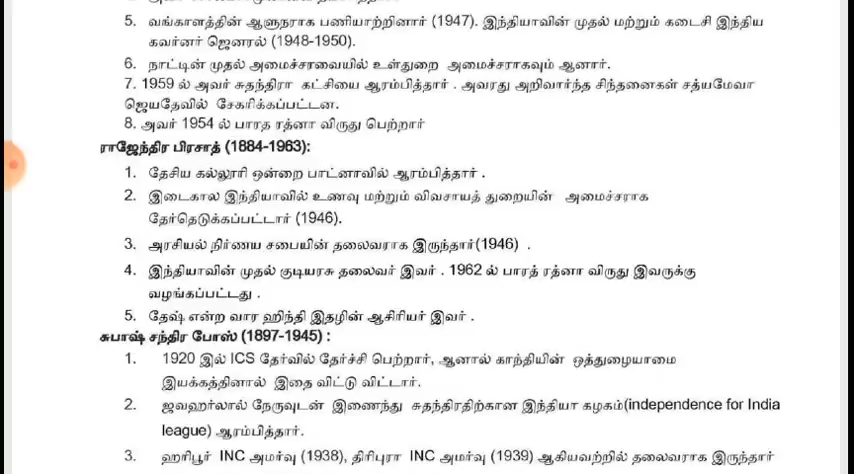 5. வங்காளத்தின் ஆளுநராக பணியாற்றினார் (1947). இந்தியாவின் முதல் மற்றும் கடைசி இந்திய
கவர்னர் ஜெனரல் (1948-1950).
6. நாட்டின் முதல் அமைச்சரவையில் உள்துறை அமைச்சராகவும் ஆனார்.
7. 1959 ல் அவர் சுதந்திரா கட்சியை ஆரம்பித்தார் . அவரது அறிவார்ந்த சிந்தனைகள் சத்யமேவா
ஜெயதேவில் சேகரிக்கப்பட்டன.
8. அவர் 1954 ல் பாரத ரத்னா விருது பெற்றார்
ராஜேந்திர பிரசாத் (1884-1963):
1. தேசிய கல்லூரி ஒன்றை பாட்னாவில் ஆரம்பித்தார் .
2. இடைகால இந்தியாவில் உணவு மற்றும் விவசாயத் துறையின் அமைச்சராக
தேர்தெடுக்கப்பட்டார் (1946).
3. அரசியல் நிர்ணய சபையின் தலைவராக இருந்தார்(1946) .
4. இந்தியாவின் முதல் குடியரசு தலைவர் இவர் . 1962 ல் பாரத் ரத்னா விருது இவருக்கு
வழங்கப்பட்டது .
5. தேஷ் என்ற வார ஹிந்தி இதழின் ஆசிரியர் இவர் .
சுபாஷ் சந்திர போஸ் (1897-1945) :
1. 1920 இல் ICS தேர்வில் தேர்ச்சி பெற்றார், ஆனால் காந்தியின் ஒத்துழையாமை
இயக்கத்தினால் இதை விட்டு விட்டார்.
2. ஜவஹர்லால் நேருவுடன் இணைந்து சுதந்திரதிற்கான இந்தியா கழகம்(independence for India
league) ஆரம்பித்தார்.
3. ஹரிபூர் INC அமர்வு (1938), திரிபுரா INC அமர்வு (1939) ஆகியவற்றில் தலைவராக இருந்தார்